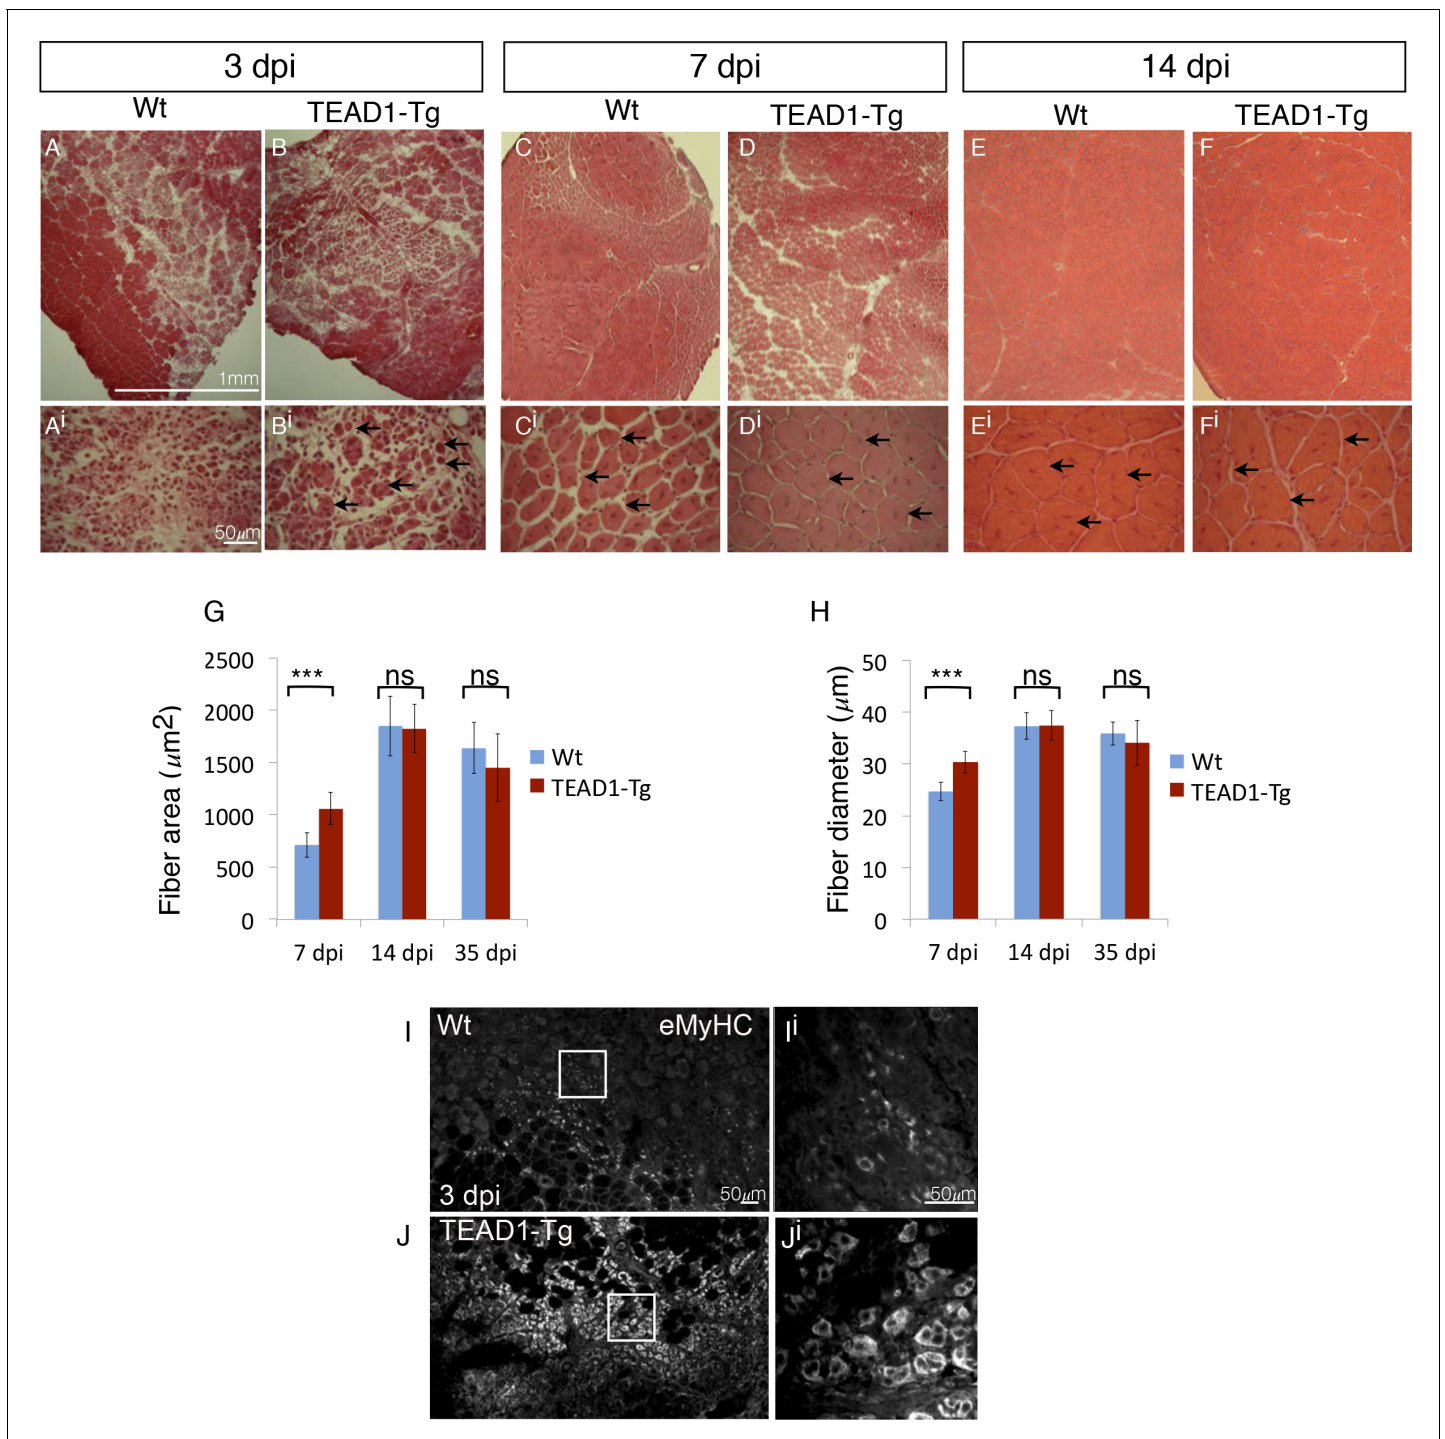 3 dpi 7 dpi 14 dpi
Wt TEAD1-Tg Wt TEAD1-Tg Wt TEAD1-Tg
A B C D E F
1mm
Ai Bi Ci Di Ei Fi
50μm
G H
Fiber area (μm2)
2500
2000
1500
1000
500
0
*** ns ns
7 dpi 14 dpi 35 dpi
Wt
TEAD1-Tg
Fiber diameter (μm)
50
40
30
20
10
0
*** ns ns
7 dpi 14 dpi 35 dpi
Wt
TEAD1-Tg
I Wt eMyHC Ii
3 dpi 50μm 50μm
J TEAD1-Tg Ji